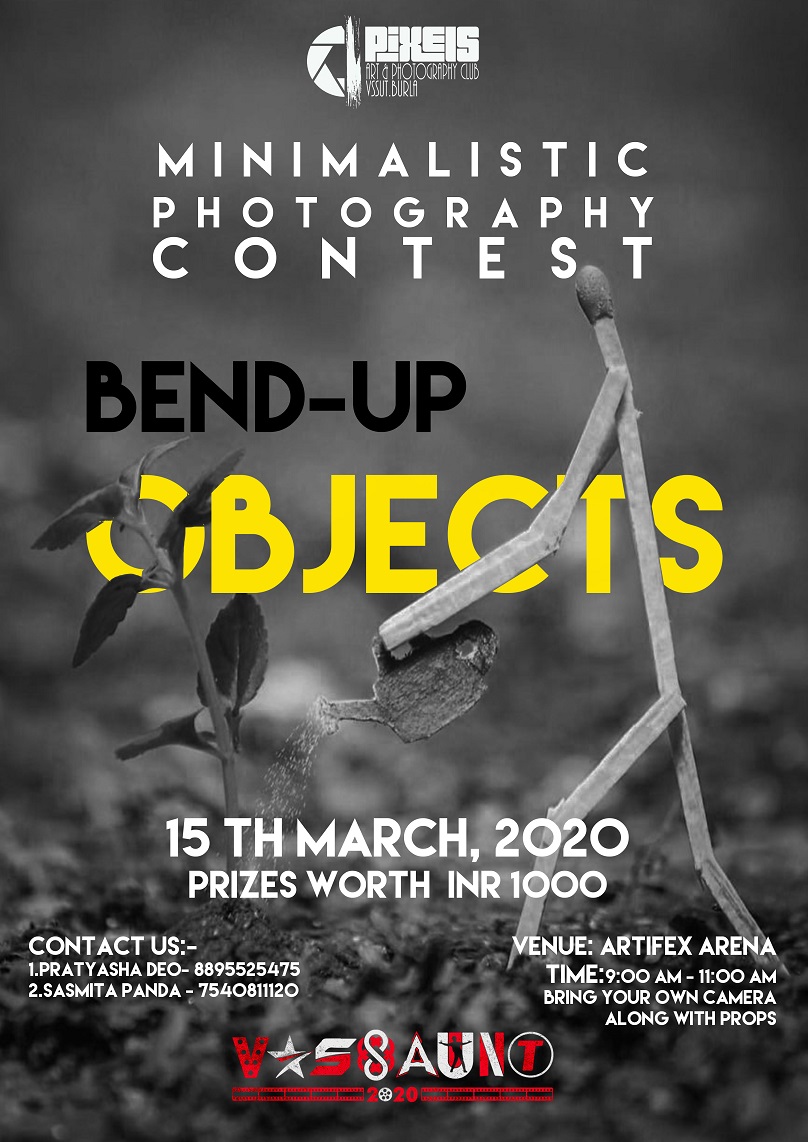 PIXELS
ART & PHOTOGRAPHY CLUB
VSSUT.BURLA
MINIMALISTIC
PHOTOGRAPHY
CONTEST
BEND-UP
OBJECTS
15 TH MARCH, 2020
PRIZES WORTH INR 1000
CONTACT US:-
1.PRATYASHA DEO- 8895525475
2.SASMITA PANDA - 7540811120
VENUE: ARTIFEX ARENA
TIME:9:00 AM - 11:00 AM
BRING YOUR OWN CAMERA
ALONG WITH PROPS
2020